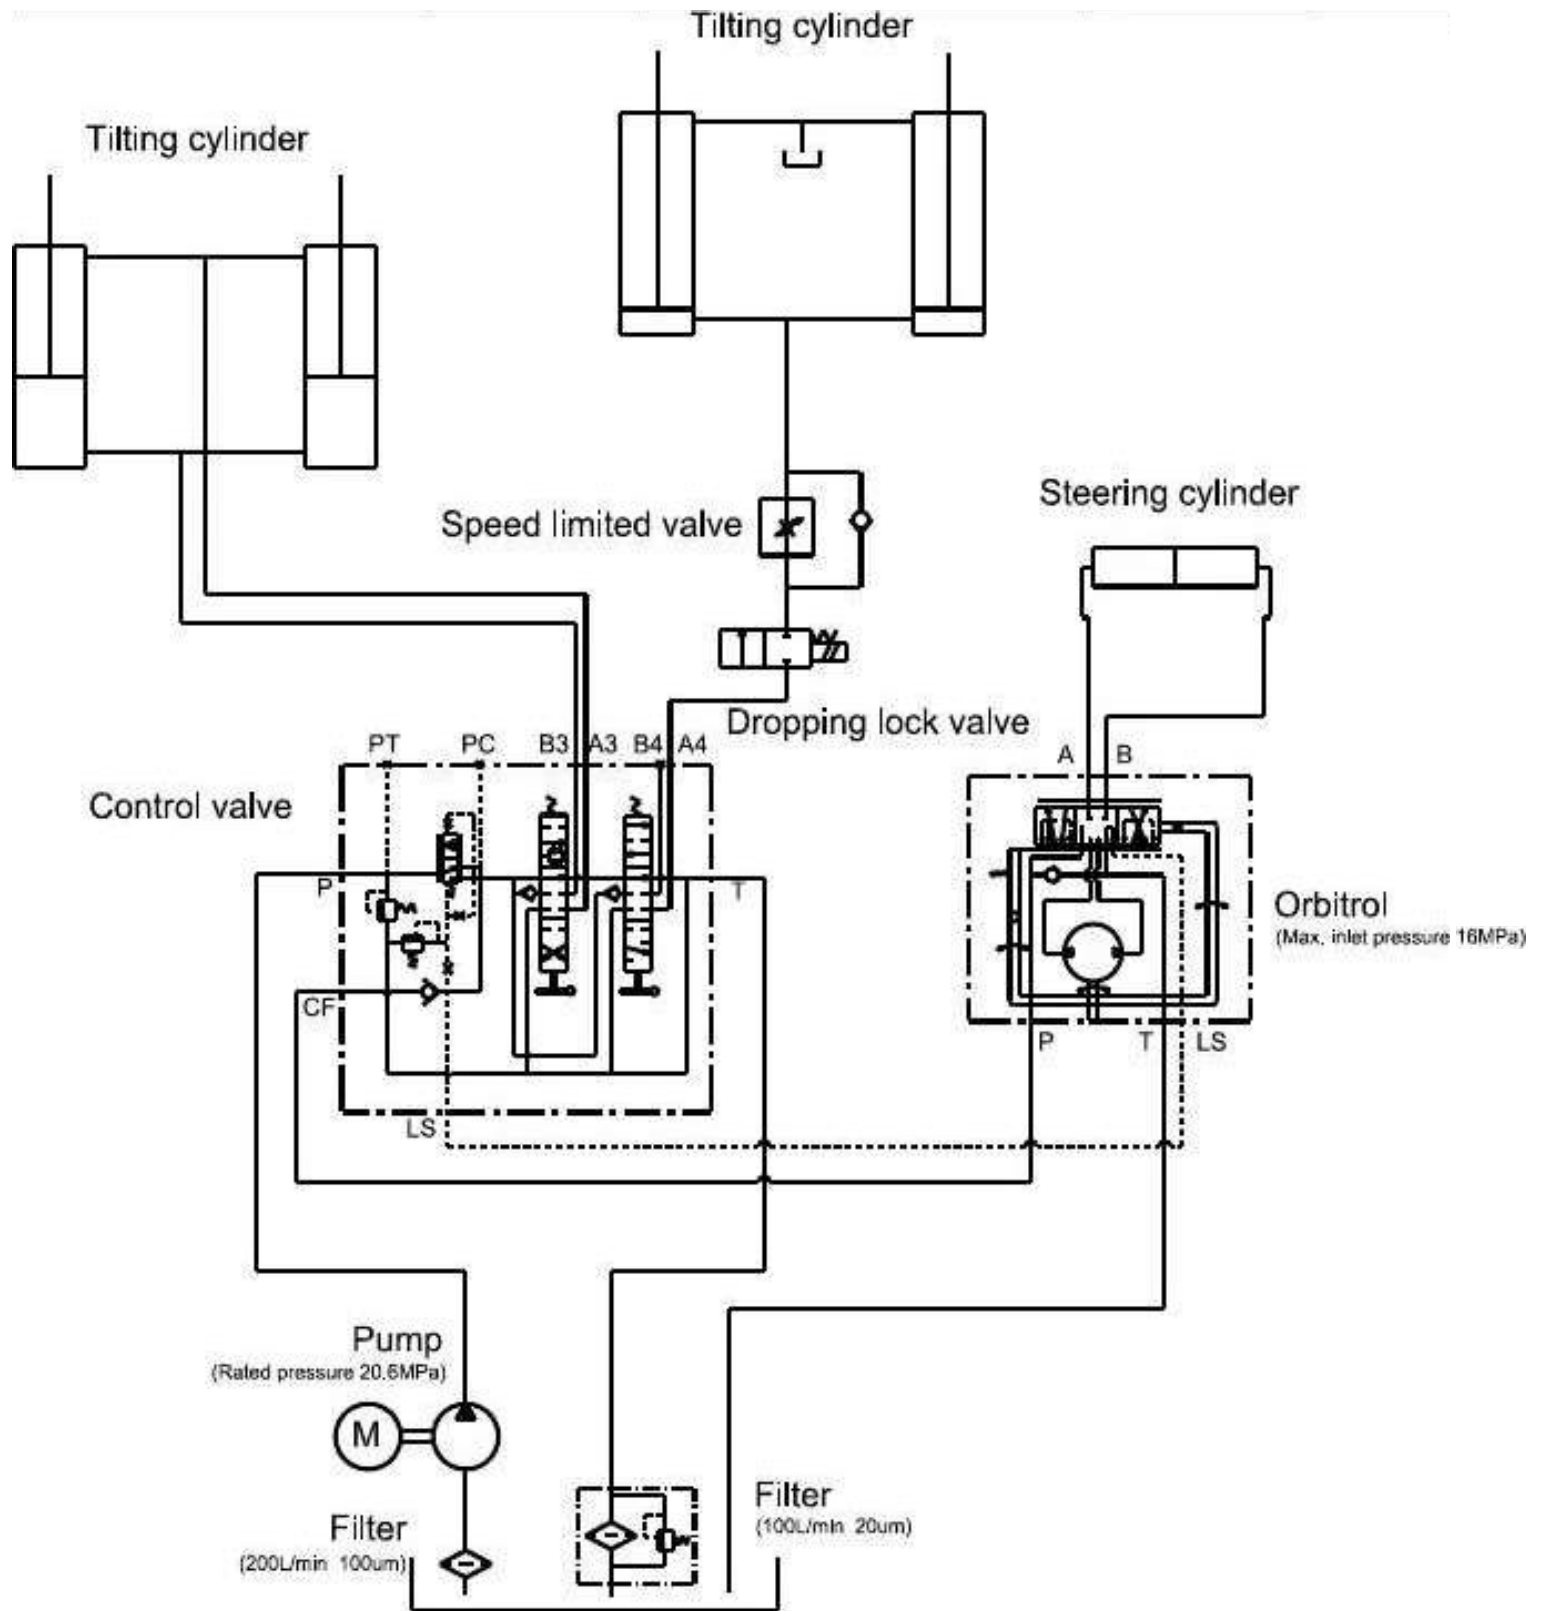 Tilting cylinder
Tilting cylinder
Steering cylinder
Speed limited valve
Dropping lock valve
PT PC B3 A3 B4 A4
A B
Control valve
P
T
Orbitrol
(Max. inlet pressure 16MPa)
CF
P T LS
LS
Pump
(Rated pressure 20.6MPa)
M
Filter
(100L/min 20um)
Filter
(200L/min 100um)